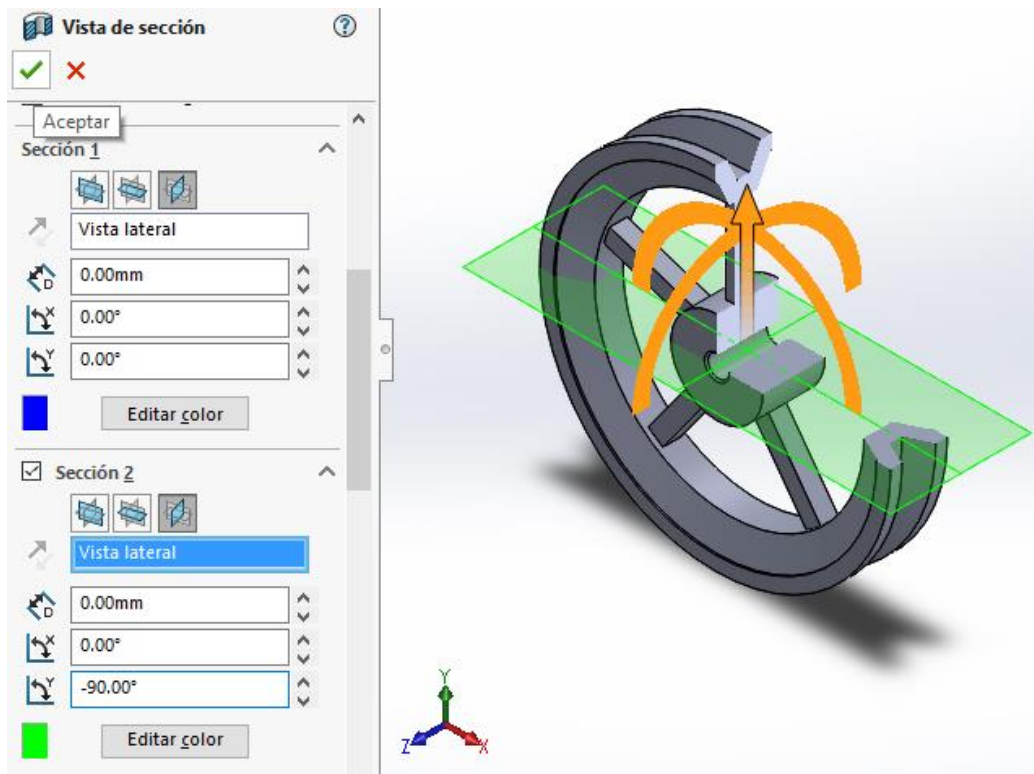 Vista de sección
?
Aceptar
Sección 1
Vista lateral
D
0.00mm
X
0.00°
Y
0.00°
Editar color
Sección 2
Vista lateral
D
0.00mm
X
0.00°
Y
-90.00°
Editar color
Y
Z
X